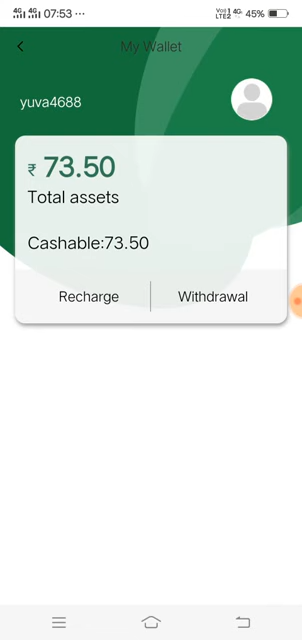 4G 4G 07:53 ...
Vo)) 1 4G
LTE2 45%
My Wallet
yuva4688
₹ 73.50
Total assets
Cashable:73.50
Recharge
Withdrawal